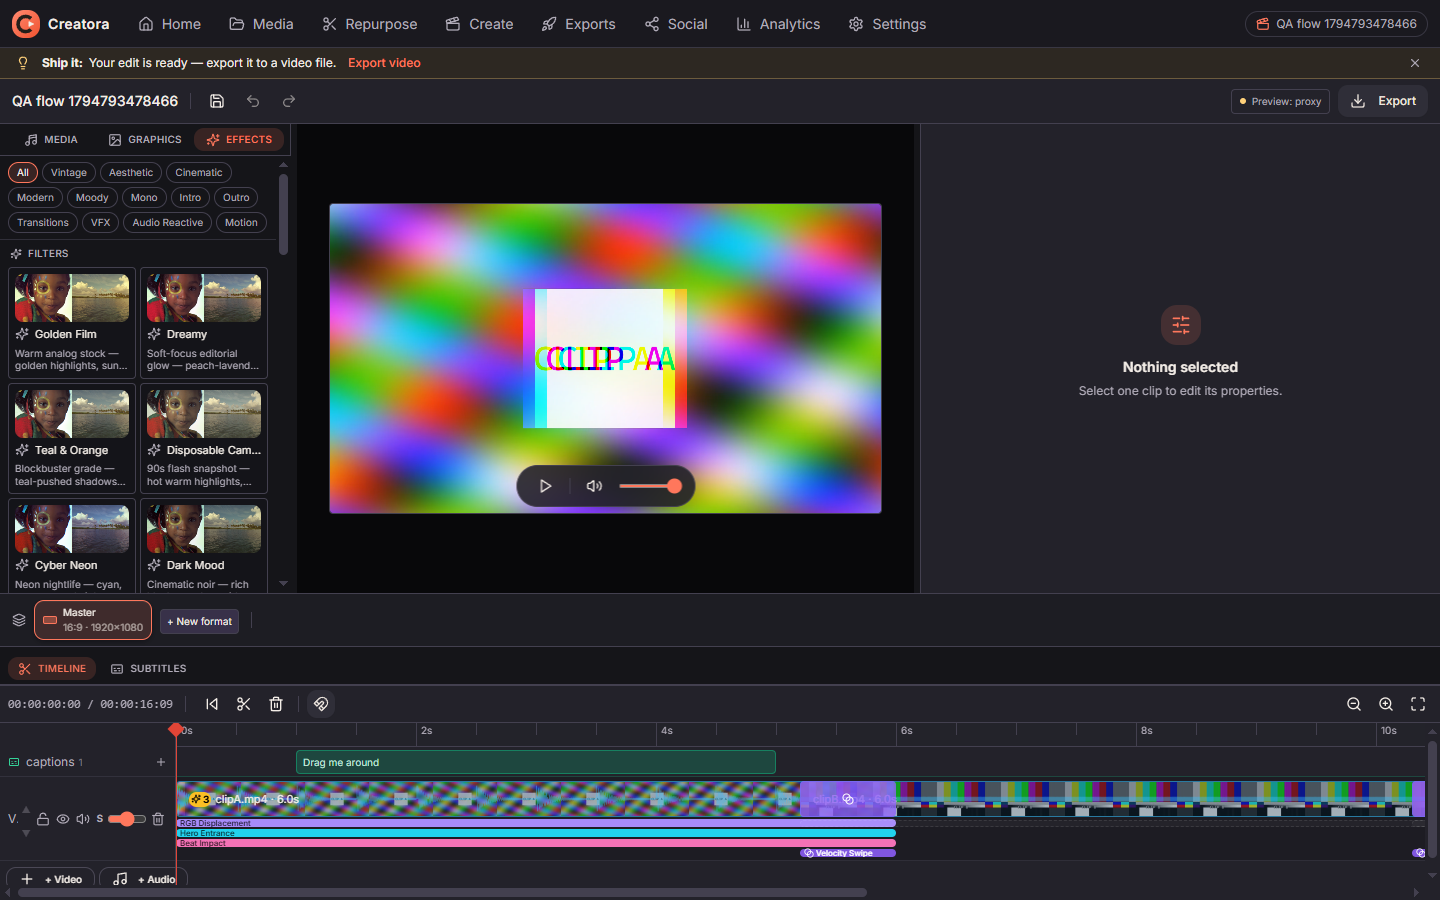 Creatora
Home
Media
Repurpose
Create
Exports
Social
Analytics
Settings
QA flow 1794793478466
Ship it: Your edit is ready — export it to a video file. Export video
QA flow 1794793478466
Preview: proxy
Export
MEDIA
GRAPHICS
EFFECTS
All
Vintage
Aesthetic
Cinematic
Modern
Moody
Mono
Intro
Outro
Transitions
VFX
Audio Reactive
Motion
FILTERS
Golden Film
Warm analog stock —
golden highlights, sun...
Dreamy
Soft-focus editorial
glow — peach-lavend...
Teal & Orange
Blockbuster grade —
teal-pushed shadows...
Disposable Cam...
90s flash snapshot —
hot warm highlights,...
Cyber Neon
Neon nightlife — cyan,
Dark Mood
Cinematic noir — rich
Nothing selected
Select one clip to edit its properties.
Master
16:9 · 1920×1080
+ New format
TIMELINE
SUBTITLES
00:00:00:00 / 00:00:16:09
0s
2s
4s
6s
8s
10s
captions 1
Drag me around
V.
S
3 clipA.mp4 · 6.0s
RGB Displacement
Hero Entrance
Beat Impact
Velocity Swipe
+ Video
+ Audio